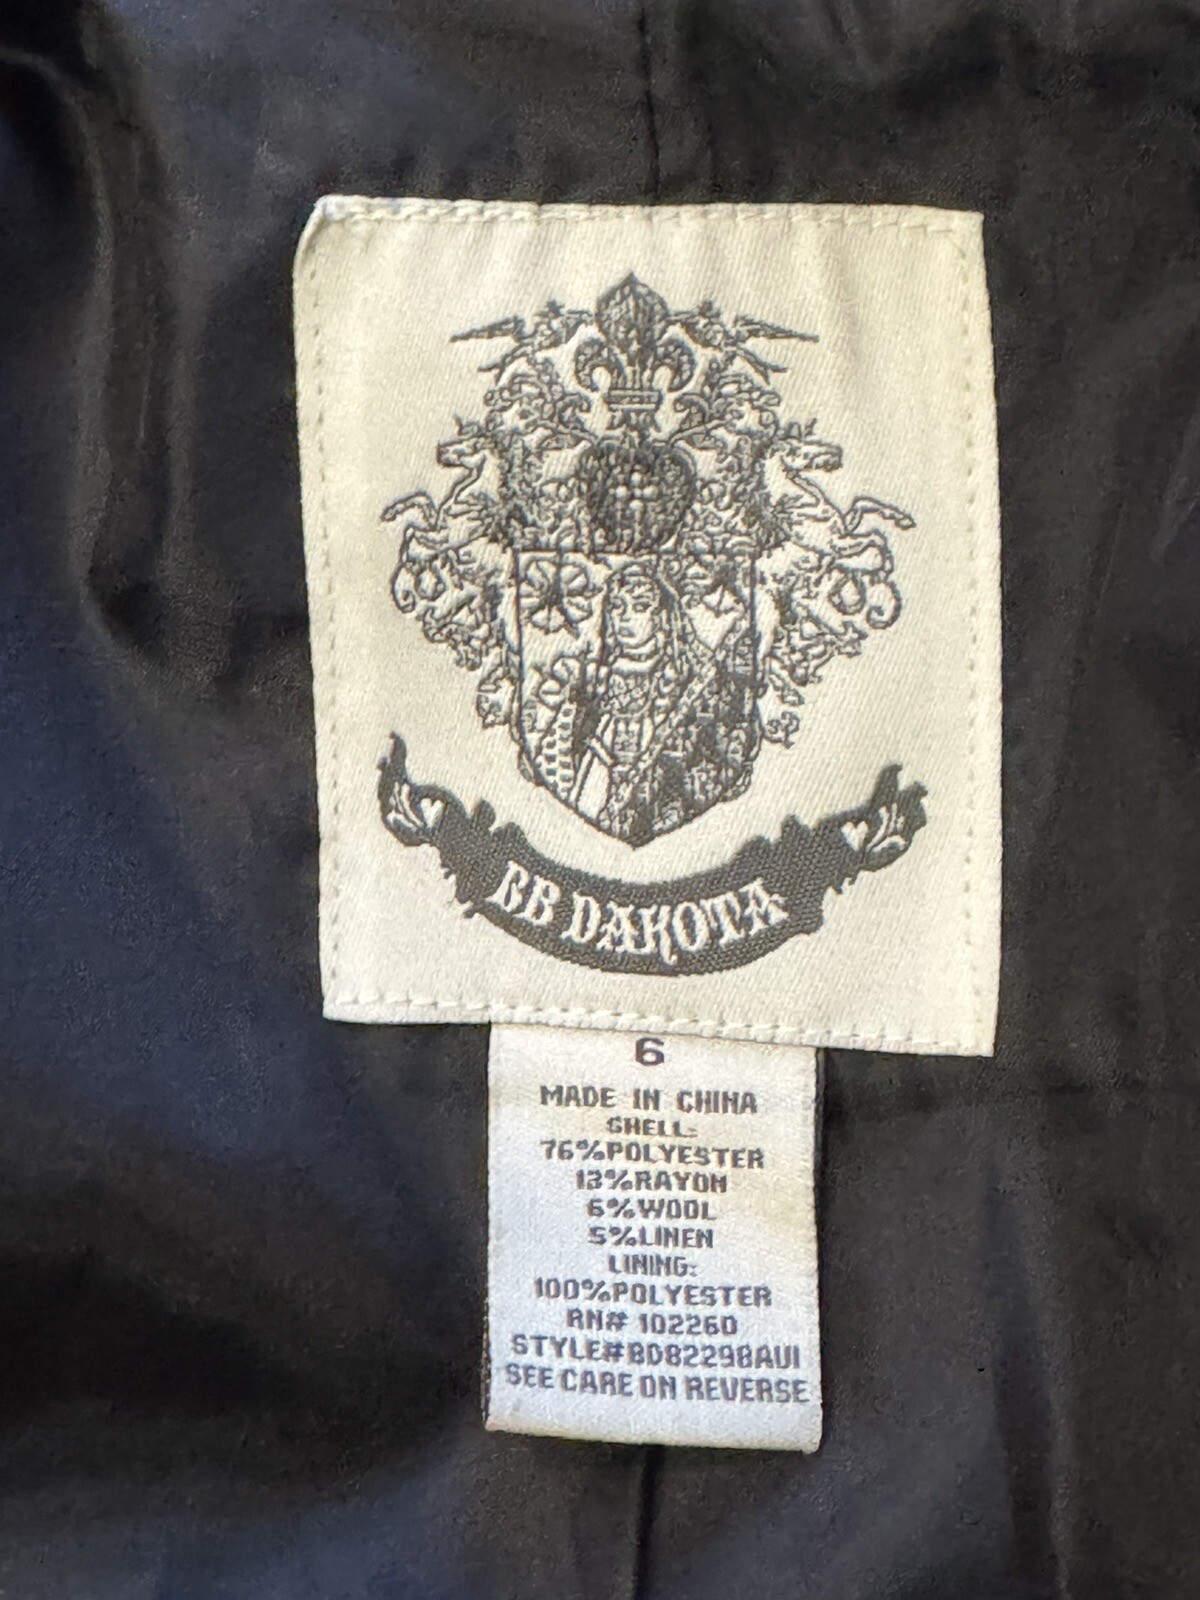 BB DAKOTA
6
MADE IN CHINA
SHELL:
76%POLYESTER
13%RAYON
6%WOOL
5%LINEN
LINING:
100%POLYESTER
RN# 102260
STYLE#BD82298AUI
SEE CARE ON REVERSE